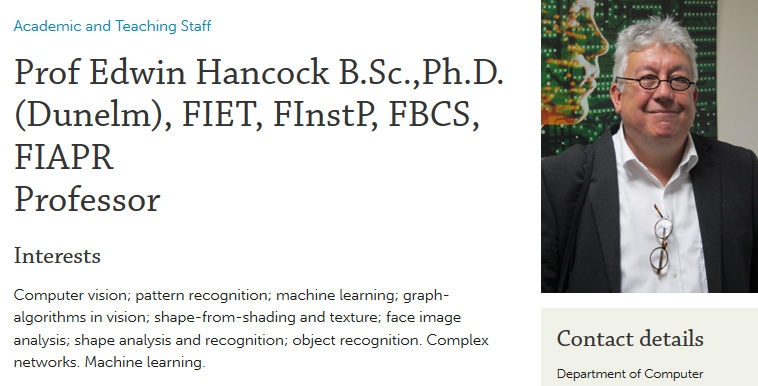 Academic and Teaching Staff
Prof Edwin Hancock B.Sc.,Ph.D.
(Dunelm), FIET, FInstP, FBCS,
FIAPR
Professor
Interests
Computer vision; pattern recognition; machine learning; graph-
algorithms in vision; shape-from-shading and texture; face image
analysis; shape analysis and recognition; object recognition. Complex
networks. Machine learning.
Contact details
Department of Computer